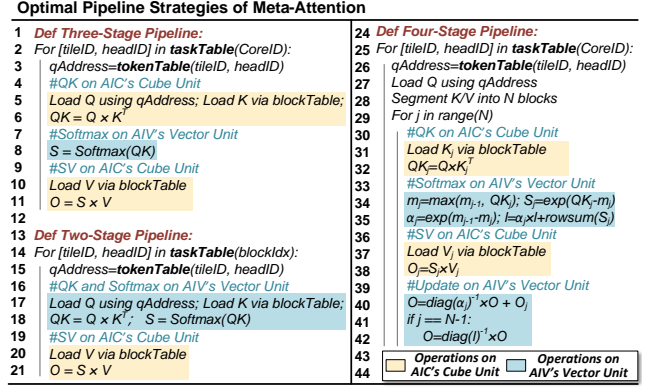 Optimal Pipeline Strategies of Meta-Attention
1 Def Three-Stage Pipeline:
2 For [tileID, headID] in taskTable(CoreID):
3 qAddress=tokenTable(tileID, headID)
4 #QK on AIC's Cube Unit
5 Load Q using qAddress; Load K via blockTable;
6 QK = Q × K^T
7 #Softmax on AIV's Vector Unit
8 S = Softmax(QK)
9 #SV on AIC's Cube Unit
10 Load V via blockTable
11 O = S × V
12
13 Def Two-Stage Pipeline:
14 For [tileID, headID] in taskTable(blockIdx):
15 qAddress=tokenTable(tileID, headID)
16 #QK and Softmax on AIV's Vector Unit
17 Load Q using qAddress; Load K via blockTable;
18 QK = Q × K^T; S = Softmax(QK)
19 #SV on AIC's Cube Unit
20 Load V via blockTable
21 O = S × V
24 Def Four-Stage Pipeline:
25 For [tileID, headID] in taskTable(CoreID):
26 qAddress=tokenTable(tileID, headID)
27 Load Q using qAddress
28 Segment K/V into N blocks
29 For j in range(N)
30 #QK on AIC's Cube Unit
31 Load K_j via blockTable
32 QK_j=Q×K_j^T
33 #Softmax on AIV's Vector Unit
34 m_j=max(m_{j-1}, QK_j); S_j=exp(QK_j-m_j)
35 α_j=exp(m_{j-1}-m_j); l=α_j×l+rowsum(S_j)
36 #SV on AIC's Cube Unit
37 Load V_j via blockTable
38 O_j=S_j×V_j
39 #Update on AIV's Vector Unit
40 O=diag(α_j)^{-1}×O + O_j
41 if j == N-1:
42 O=diag(l)^{-1}×O
43
44
Operations on AIC's Cube Unit
Operations on AIV's Vector Unit